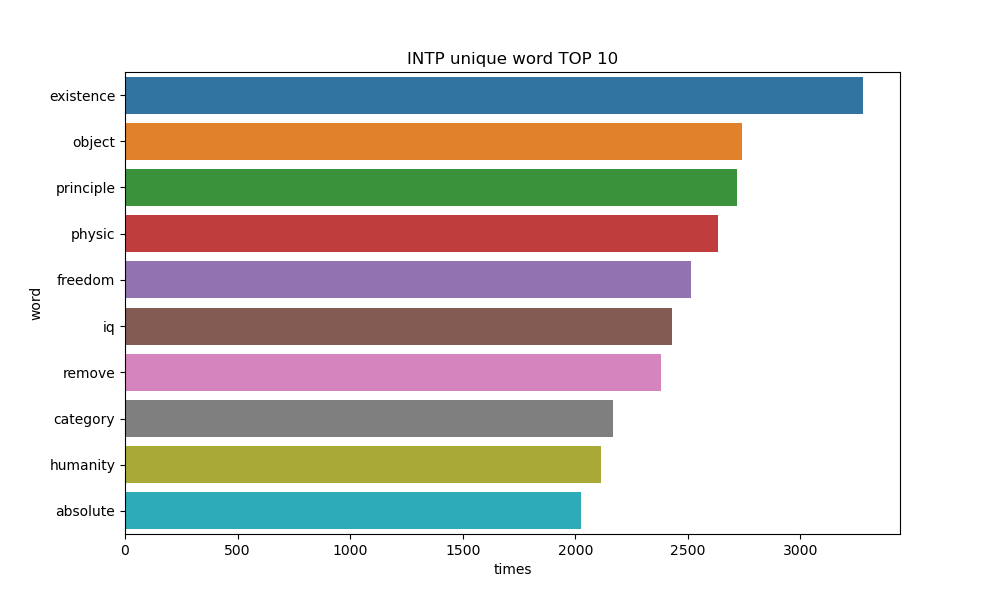 INTP unique word TOP 10
existence
object
principle
physic
freedom
iq
remove
category
humanity
absolute
word
0 500 1000 1500 2000 2500 3000
times